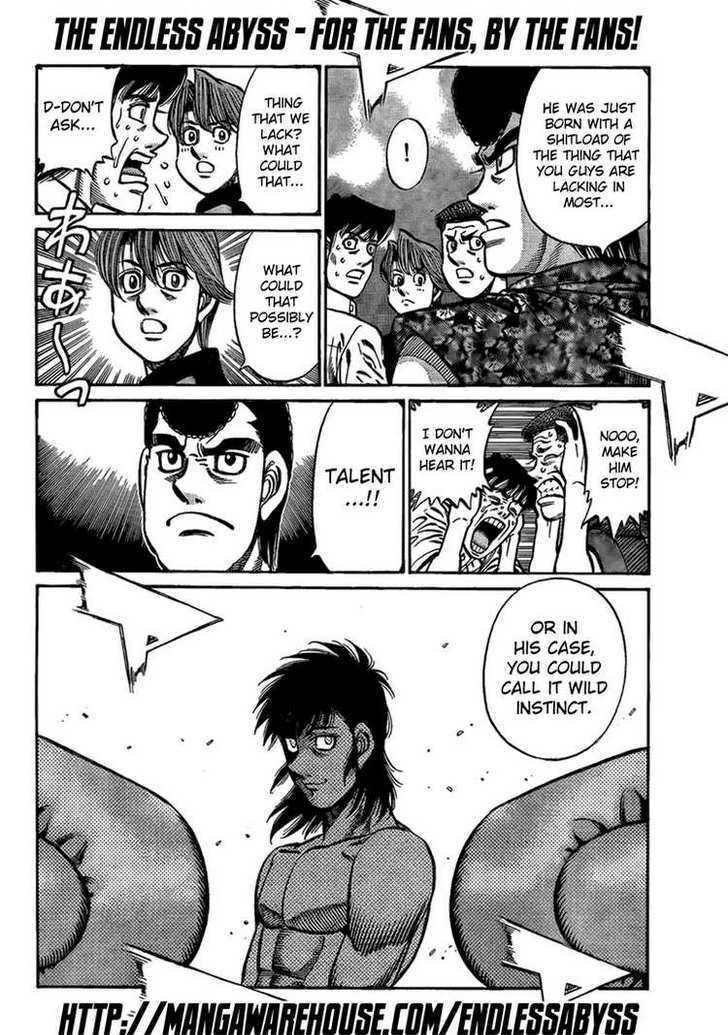 THE ENDLESS ABYSS - FOR THE FANS, BY THE FANS!
HE WAS JUST
BORN WITH A
SHITLOAD OF
THE THING THAT
YOU GUYS ARE
LACKING IN
MOST...
!
THING
THAT WE
LACK?
WHAT
COULD
THAT...
D-DON'T
ASK...
WHAT
COULD
THAT
POSSIBLY
BE...?
わあ〜っ
NOOO,
MAKE
HIM
STOP!
I DON'T
WANNA
HEAR IT!
TALENT
...!!
OR IN
HIS CASE,
YOU COULD
CALL IT WILD
INSTINCT.
HTTP://MANGAWAREHOUSE.COM/ENDLESSABYSS